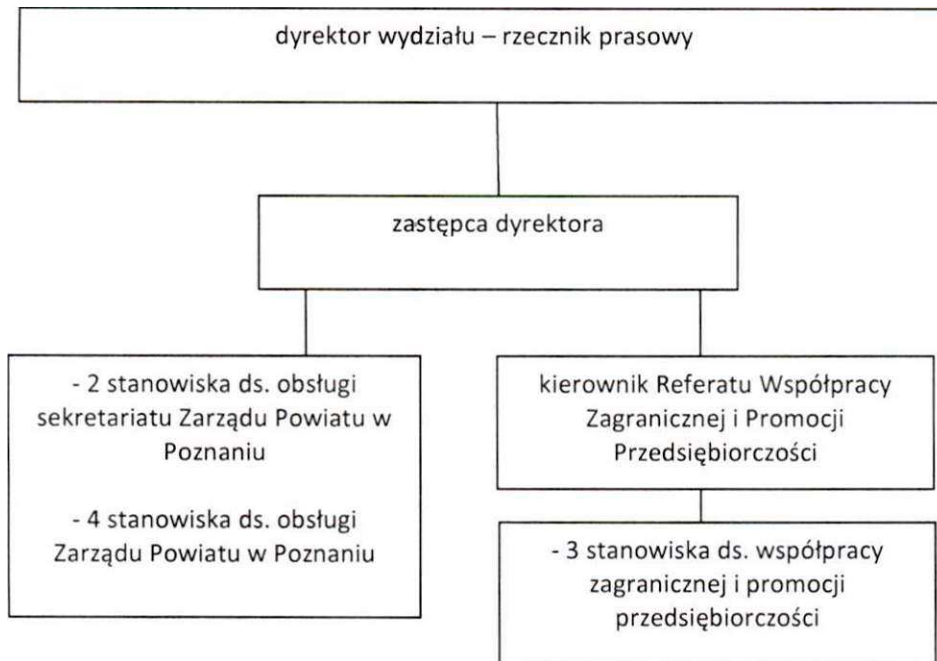 dyrektor wydziału – rzecznik prasowy
zastępca dyrektora
- 2 stanowiska ds. obsługi
sekretariatu Zarządu Powiatu w
Poznaniu
- 4 stanowiska ds. obsługi
Zarządu Powiatu w Poznaniu
kierownik Referatu Współpracy
Zagranicznej i Promocji
Przedsiębiorczości
- 3 stanowiska ds. współpracy
zagranicznej i promocji
przedsiębiorczości